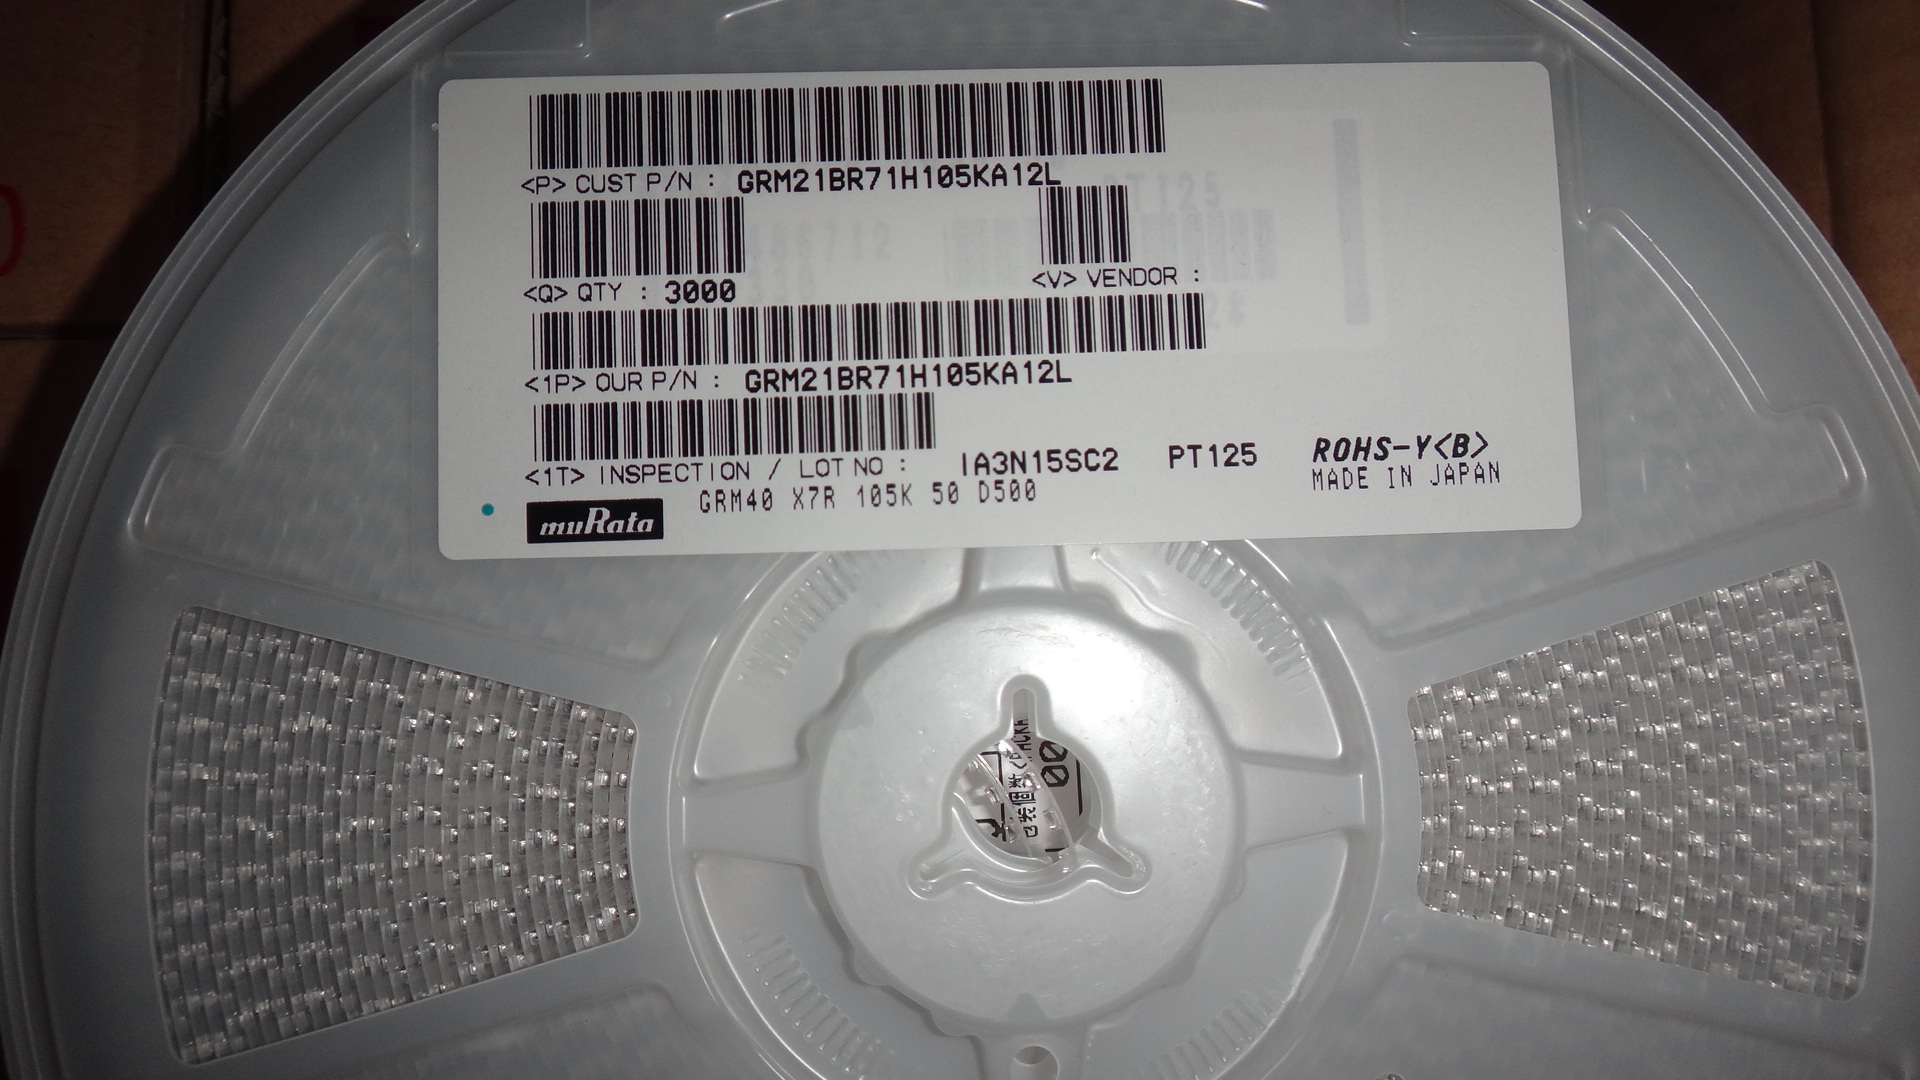 <P> CUST P/N : GRM21BR71H105KA12L
<Q> QTY : 3000
<V> VENDOR :
<1P> OUR P/N : GRM21BR71H105KA12L
<1T> INSPECTION / LOT NO : IA3N15SC2 PT125 ROHS-Y<B>
MADE IN JAPAN
GRM40 X7R 105K 50 D500
muRata
00